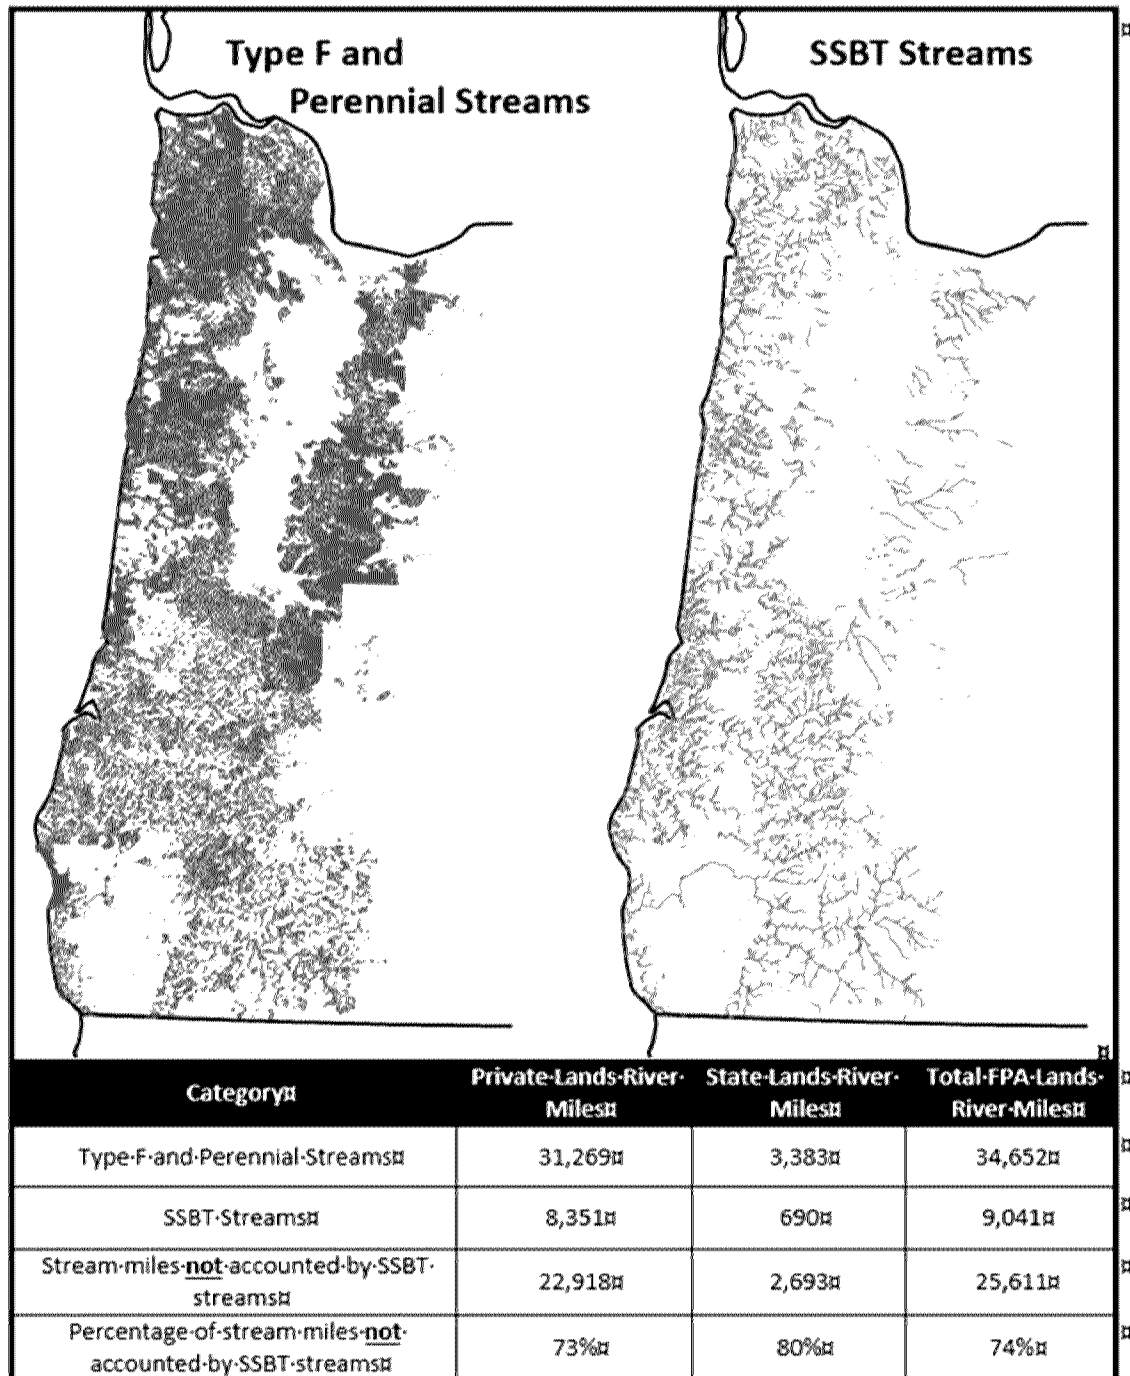 Type F and
Perennial Streams
SSBT Streams
¤
¤
Category¤
Private·Lands·River·
Miles¤
State·Lands·River·
Miles¤
Total·FPA·Lands·
River·Miles¤
¤
Type·F·and·Perennial·Streams¤
31,269¤
3,383¤
34,652¤
¤
SSBT·Streams¤
8,351¤
690¤
9,041¤
¤
Stream·miles·not·accounted·by·SSBT·
streams¤
22,918¤
2,693¤
25,611¤
¤
Percentage·of·stream·miles·not·
accounted·by·SSBT·streams¤
73%¤
80%¤
74%¤
¤